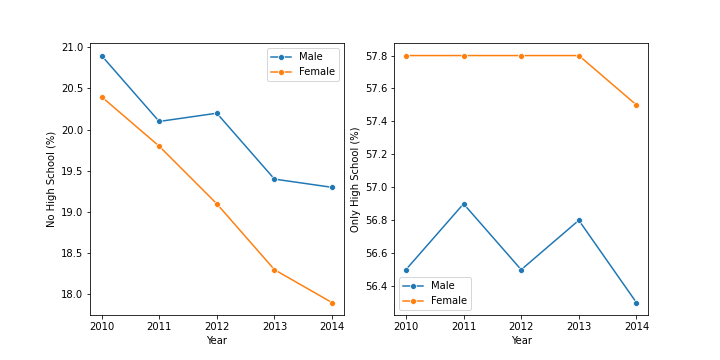 21.0
20.5
20.0
19.5
19.0
18.5
18.0
No High School (%)
2010 2011 2012 2013 2014
Year
Male
Female
57.8
57.6
57.4
57.2
57.0
56.8
56.6
56.4
Only High School (%)
2010 2011 2012 2013 2014
Year
Male
Female